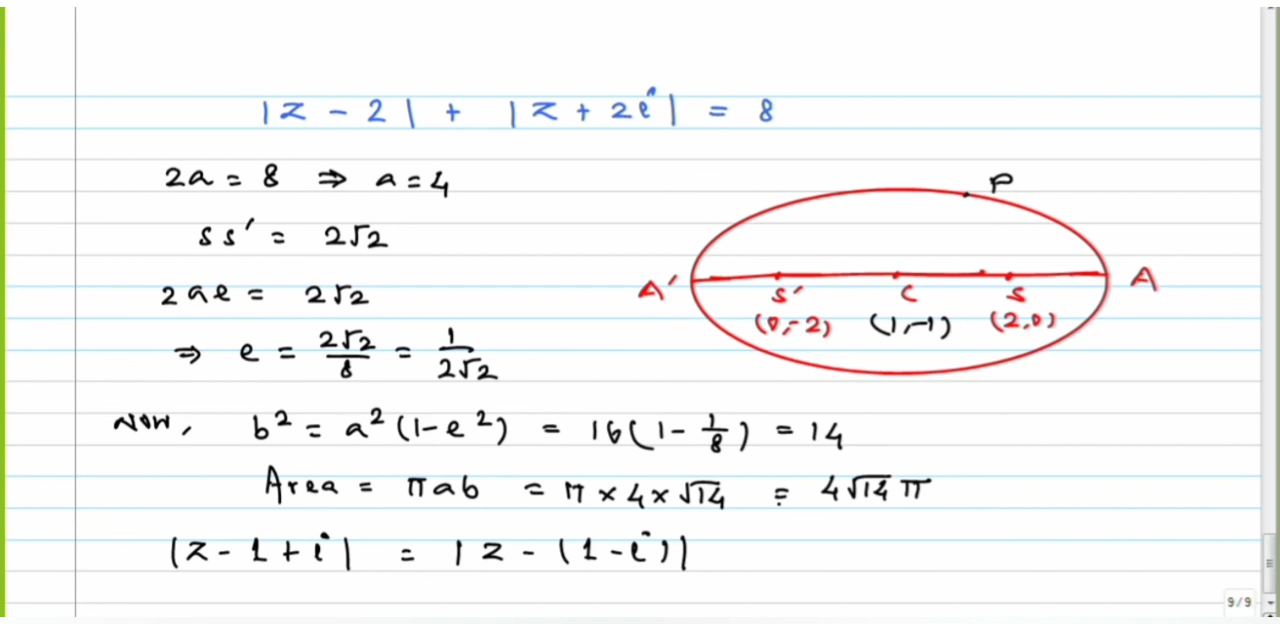 |z - 2| + |z + 2i| = 8
2a = 8 ⇒ a = 4
P
SS' = 2√2
A' S' C S A
2ae = 2√2
(0,-2) (1,-1) (2,0)
⇒ e = 2√2/8 = 1/2√2
Now, b² = a²(1-e²) = 16(1- 1/8) = 14
Area = πab = π × 4 × √14 = 4√14 π
|z - 1 + i| = |z - (1 - i)|
9/9